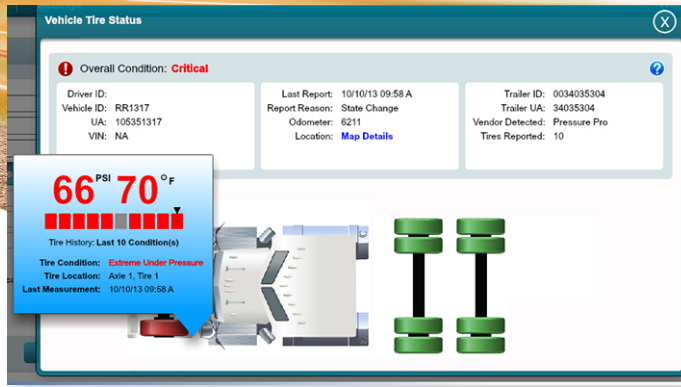 Vehicle Tire Status
X
Overall Condition: Critical
?
Driver ID:
Vehicle ID: RR1317
UA: 105351317
VIN: NA
Last Report: 10/10/13 09:58 A
Report Reason: State Change
Odometer: 6211
Location: Map Details
Trailer ID: 0034035304
Trailer UA: 34035304
Vendor Detected: Pressure Pro
Tires Reported: 10
66 PSI 70 °F
Tire History: Last 10 Condition(s)
Tire Condition: Extreme Under Pressure
Tire Location: Axle 1, Tire 1
Last Measurement: 10/10/13 09:58 A